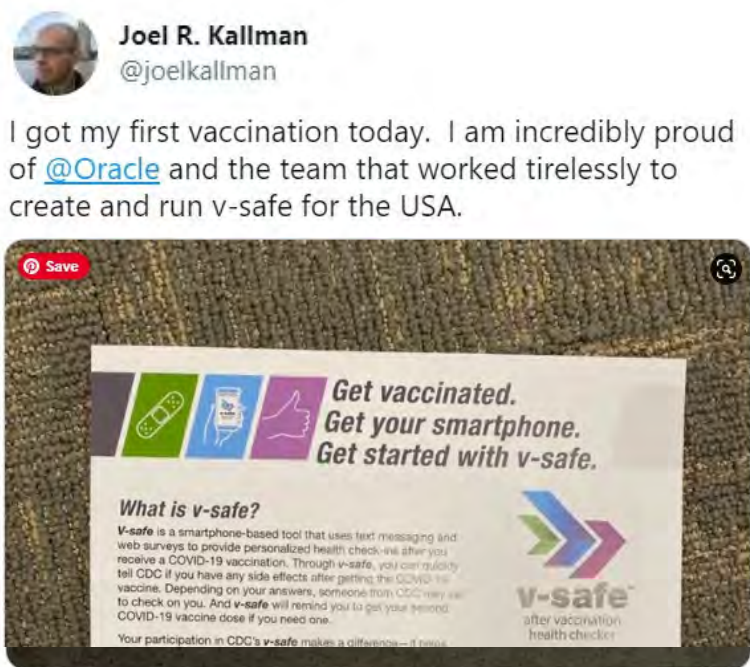 Joel R. Kallman
@joelkallman
I got my first vaccination today. I am incredibly proud
of @Oracle and the team that worked tirelessly to
create and run v-safe for the USA.
Save
Get vaccinated.
Get your smartphone.
Get started with v-safe.
What is v-safe?
V-safe is a smartphone-based tool that uses text messaging and
web surveys to provide personalized health check-ins after you
receive a COVID-19 vaccination. Through v-safe, you can quickly
tell CDC if you have any side effects after getting the COVID-19
vaccine. Depending on your answers, someone from CDC may
to check on you. And v-safe will remind you to get your second
COVID-19 vaccine dose if you need one.
Your participation in CDC's v-safe makes a difference—it
v-safe
after vaccination
health checker